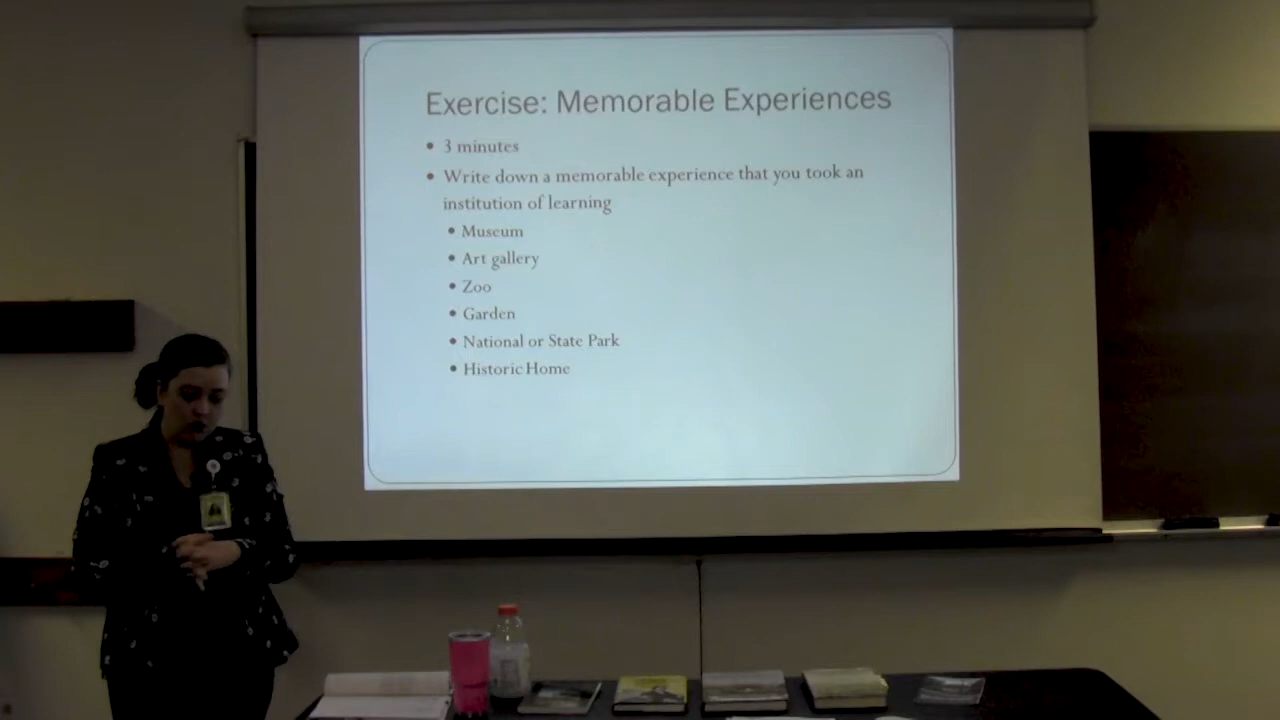 Exercise: Memorable Experiences
• 3 minutes
• Write down a memorable experience that you took an
institution of learning
• Museum
• Art gallery
• Zoo
• Garden
• National or State Park
• Historic Home